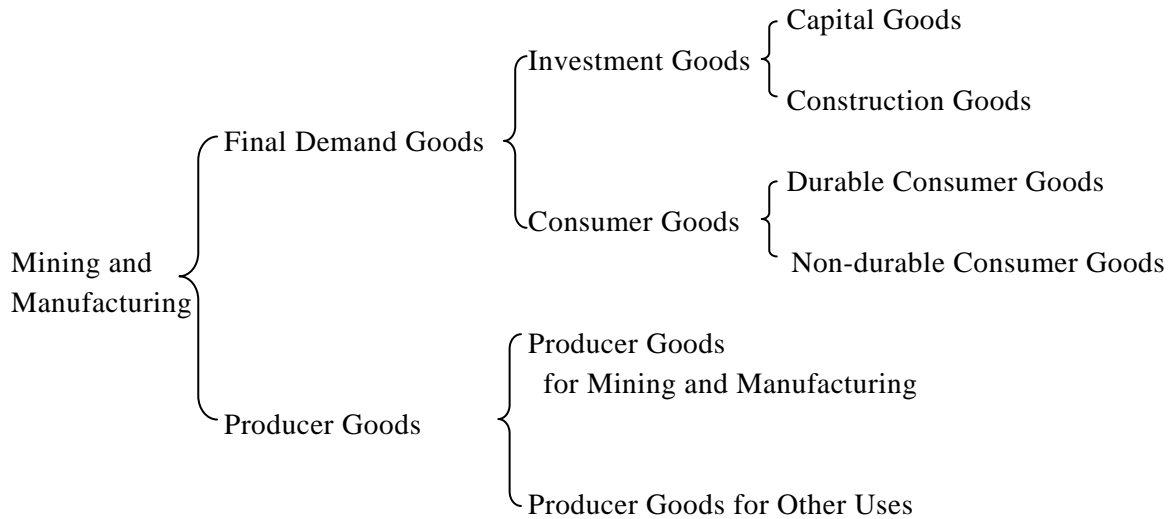 Capital Goods
Investment Goods
Construction Goods
Final Demand Goods
Durable Consumer Goods
Consumer Goods
Non-durable Consumer Goods
Mining and
Manufacturing
Producer Goods
for Mining and Manufacturing
Producer Goods
Producer Goods for Other Uses